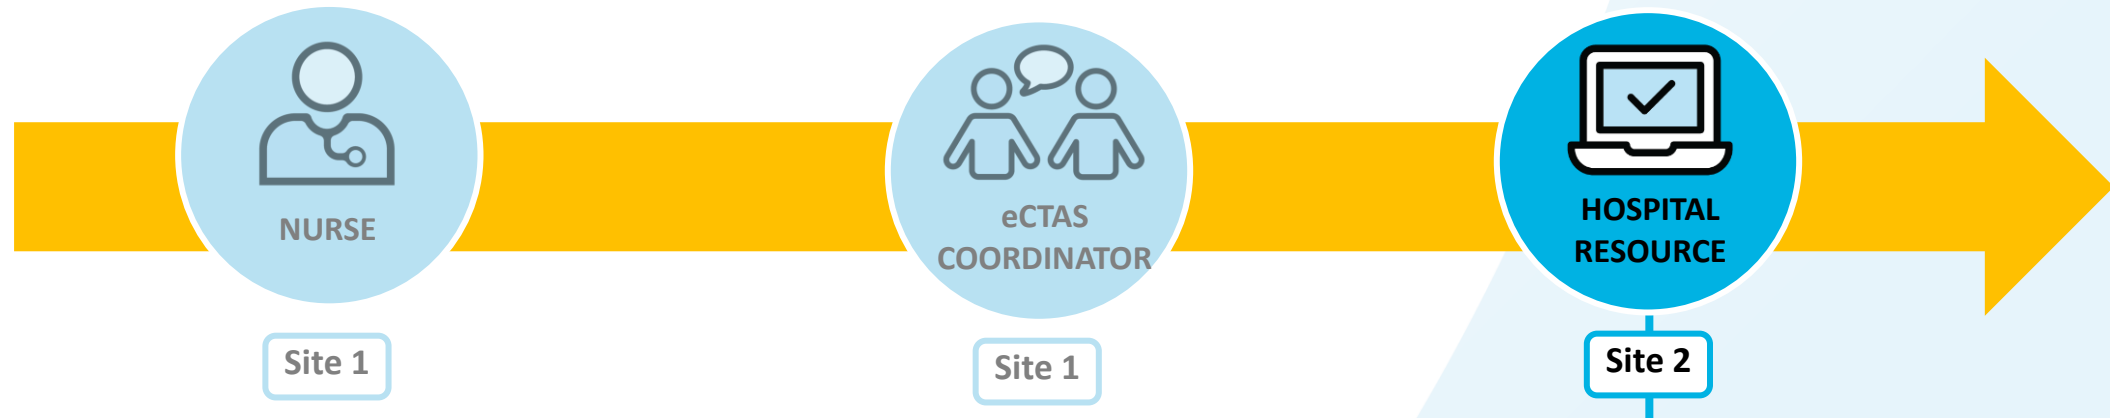 NURSE
Site 1
eCTAS
COORDINATOR
Site 1
HOSPITAL
RESOURCE
Site 2